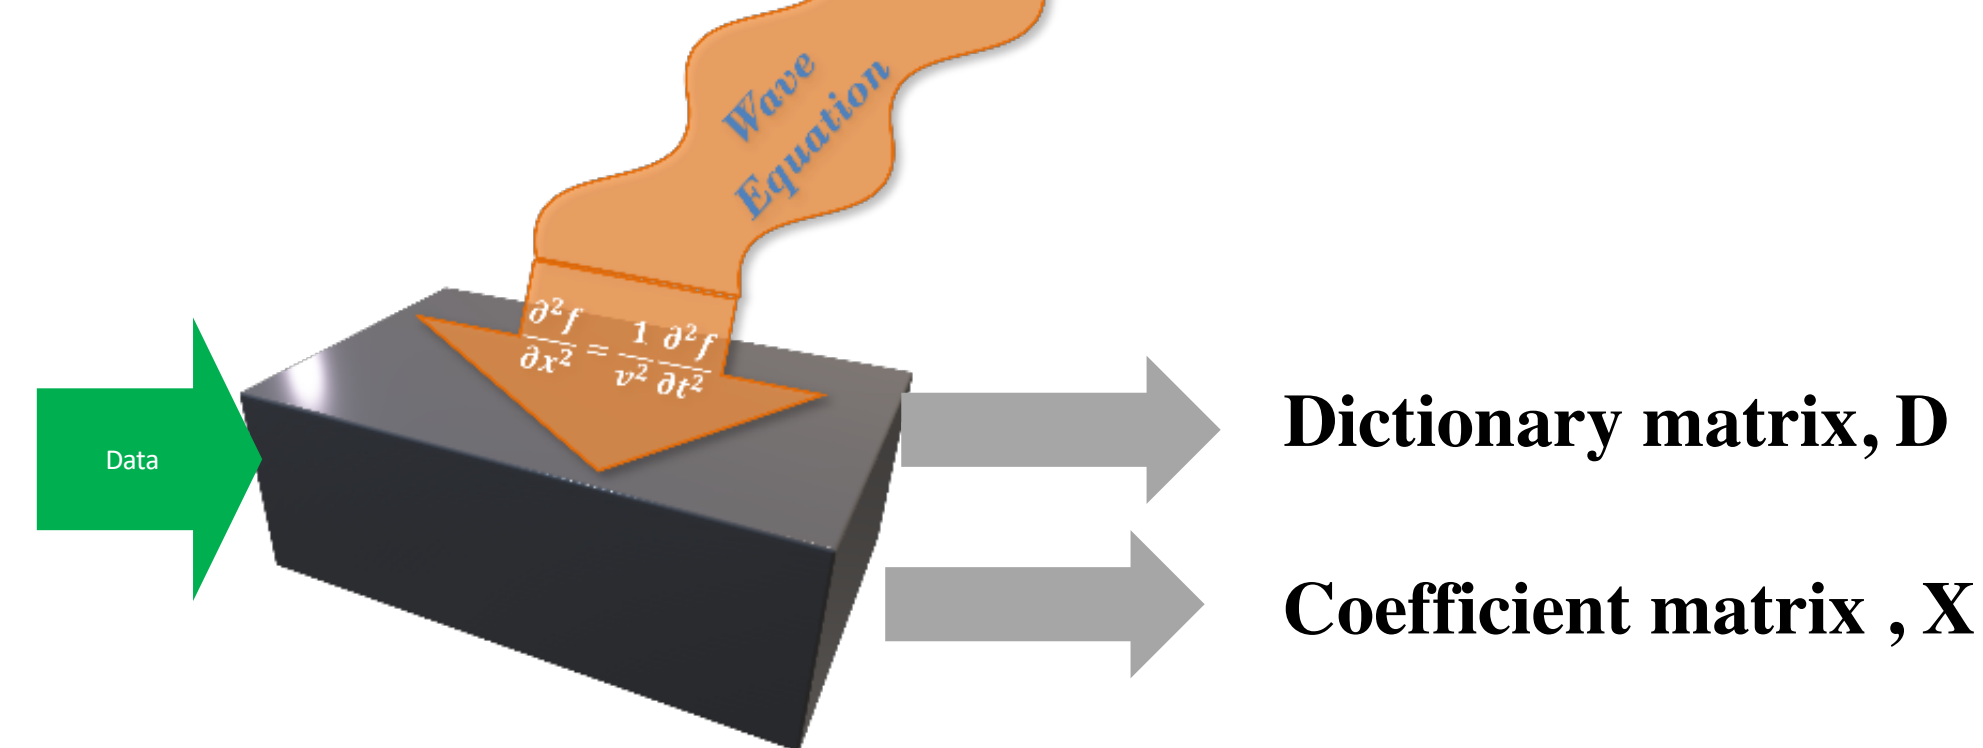 Wave
Equation
∂²f/∂x² = 1/v² ∂²f/∂t²
Data
Dictionary matrix, D
Coefficient matrix , X